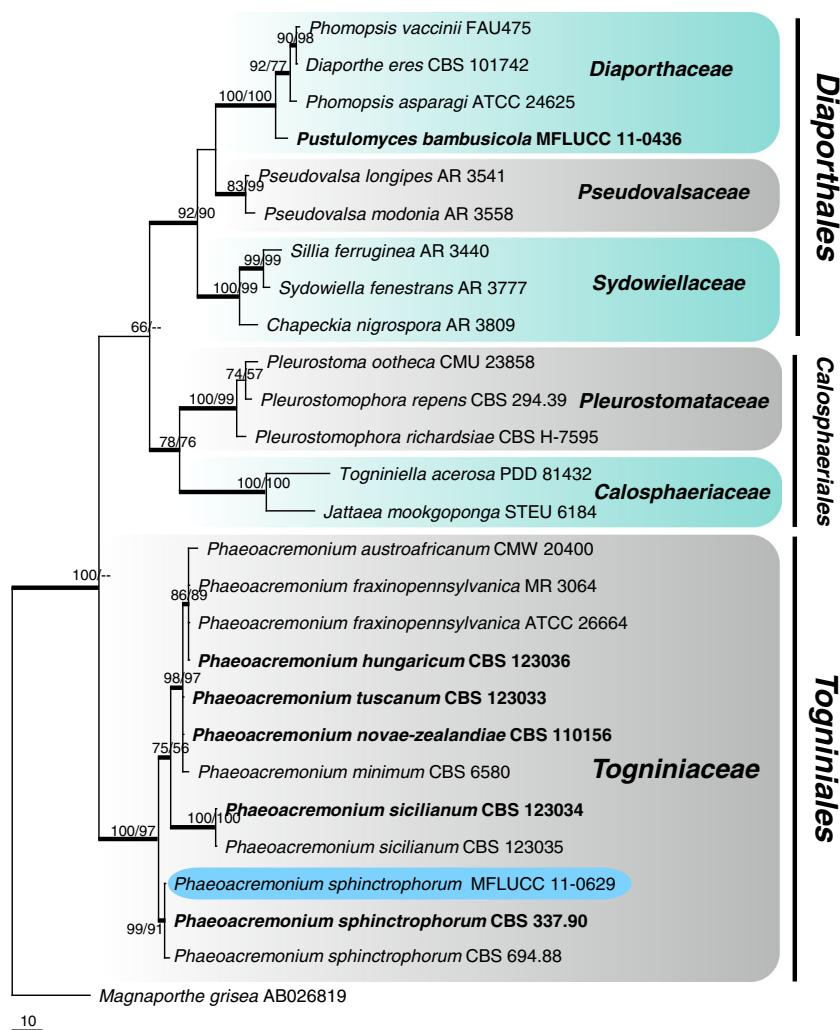 Phomopsis vaccinii FAU475
90/98
Diaporthe eres CBS 101742
92/77
Diaporthaceae
Phomopsis asparagi ATCC 24625
100/100
Pustulomyces bambusicola MFLUCC 11-0436
Diaporthales
Pseudovalsa longipes AR 3541
83/99
Pseudovalsaceae
Pseudovalsa modonia AR 3558
92/90
Sillia ferruginea AR 3440
99/99
Sydowiella fenestrans AR 3777
100/99
Sydowiellaceae
Chapeckia nigrospora AR 3809
66/--
Pleurostoma ootheca CMU 23858
74/57
Pleurostomophora repens CBS 294.39
100/99
Pleurostomataceae
Pleurostomophora richardsiae CBS H-7595
78/76
Calosphaeriales
Togniniella acerosa PDD 81432
100/100
Calosphaeriaceae
Jattaea mookgoponga STEU 6184
Phaeoacremonium austroafricanum CMW 20400
100/--
Phaeoacremonium fraxinopennsylvanica MR 3064
86/89
Phaeoacremonium fraxinopennsylvanica ATCC 26664
Phaeoacremonium hungaricum CBS 123036
98/97
Phaeoacremonium tuscanum CBS 123033
Phaeoacremonium novae-zealandiae CBS 110156
75/56
Phaeoacremonium minimum CBS 6580
Togniniaceae
Togniniales
Phaeoacremonium sicilianum CBS 123034
100/100
100/97
Phaeoacremonium sicilianum CBS 123035
Phaeoacremonium sphinctrophorum MFLUCC 11-0629
Phaeoacremonium sphinctrophorum CBS 337.90
99/91
Phaeoacremonium sphinctrophorum CBS 694.88
Magnaporthe grisea AB026819
10